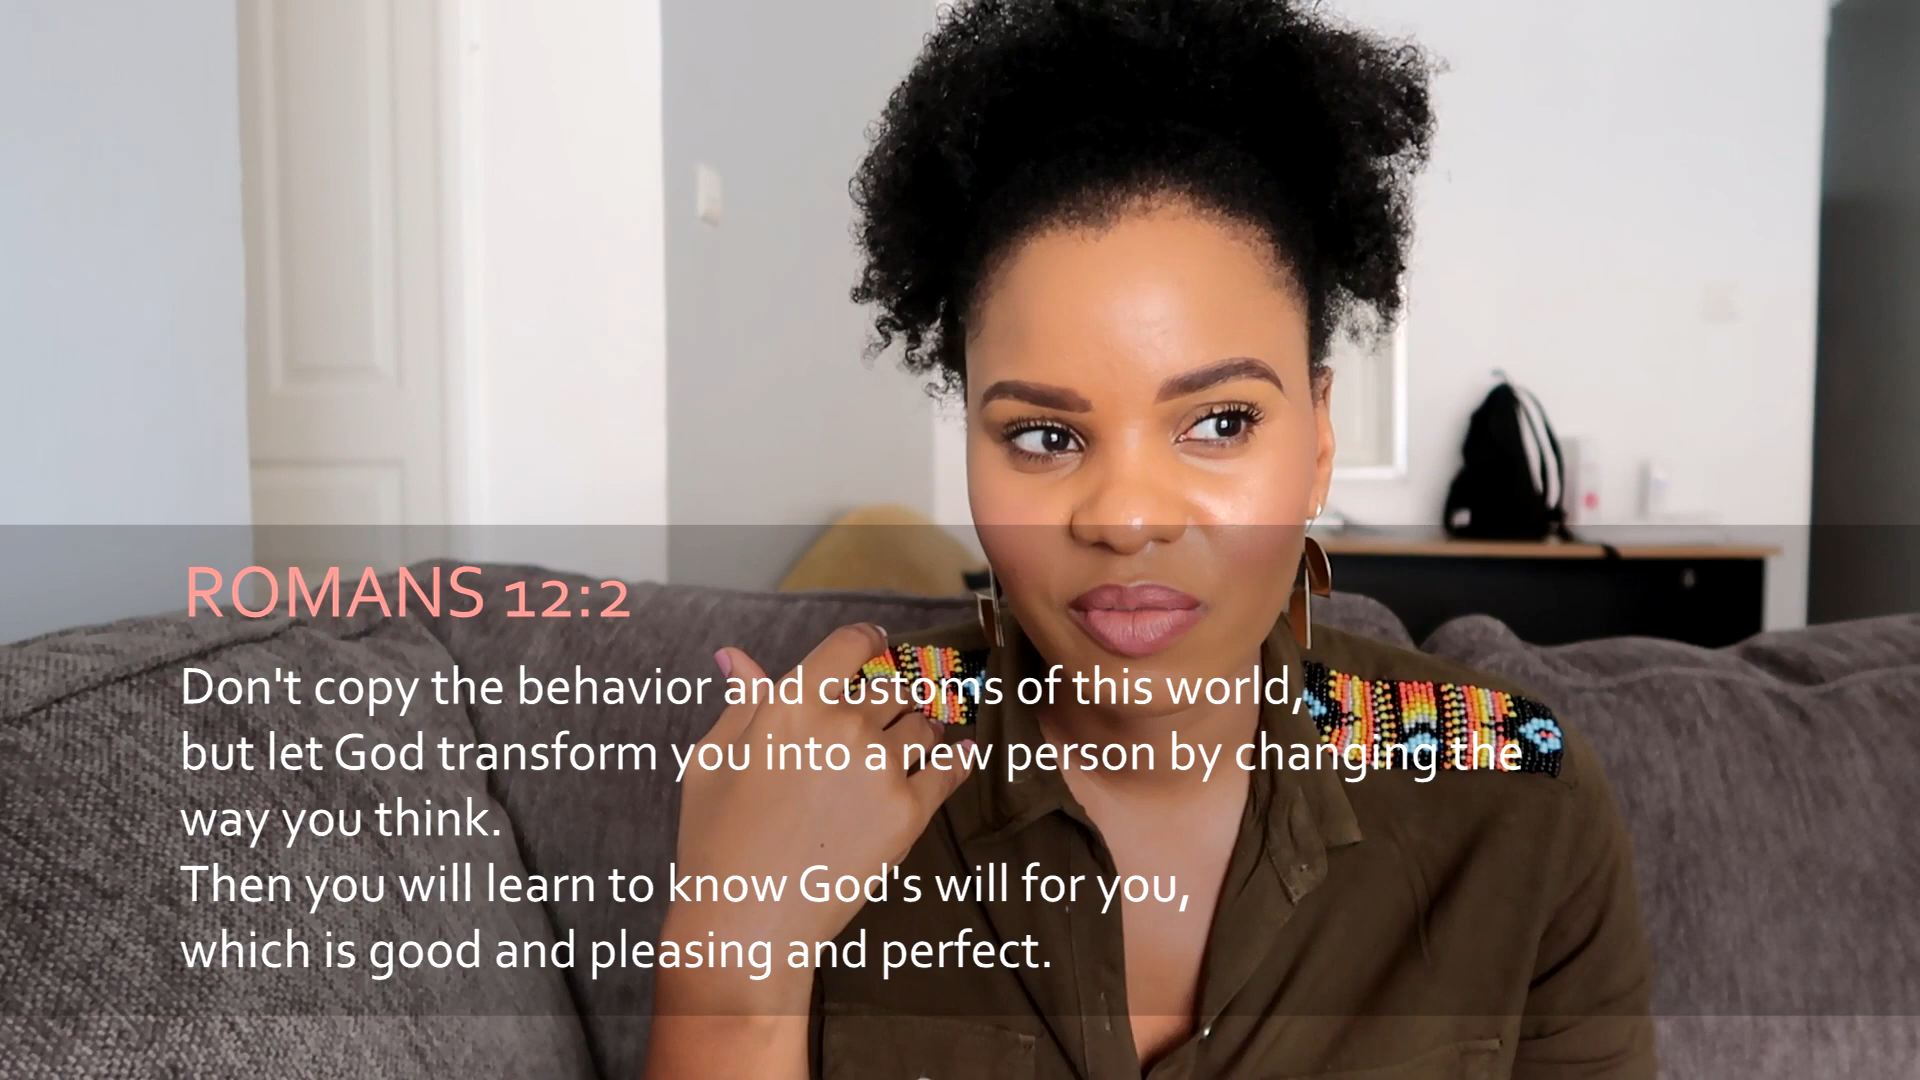 ROMANS 12:2
Don't copy the behavior and customs of this world,
but let God transform you into a new person by changing the
way you think.
Then you will learn to know God's will for you,
which is good and pleasing and perfect.